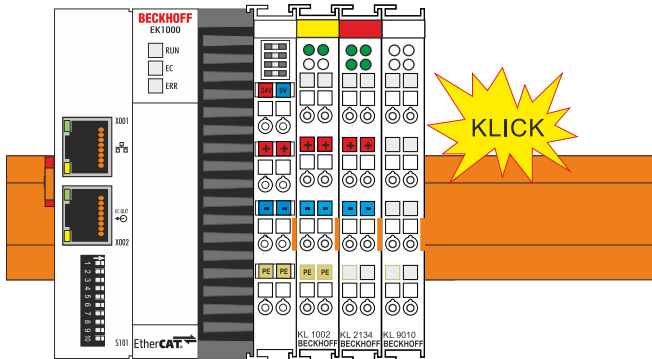 BECKHOFF
EK1000
RUN
EC
ERR
X001
EC OUT
X002
1 2 3 4 5 6 7 8 9 10
S101
EtherCAT
24V 0V
+ +
- -
PE PE
+ +
- -
PE PE
KL 1002
BECKHOFF
+ +
- -
KL 2134
BECKHOFF
KL 9010
BECKHOFF
KLICK